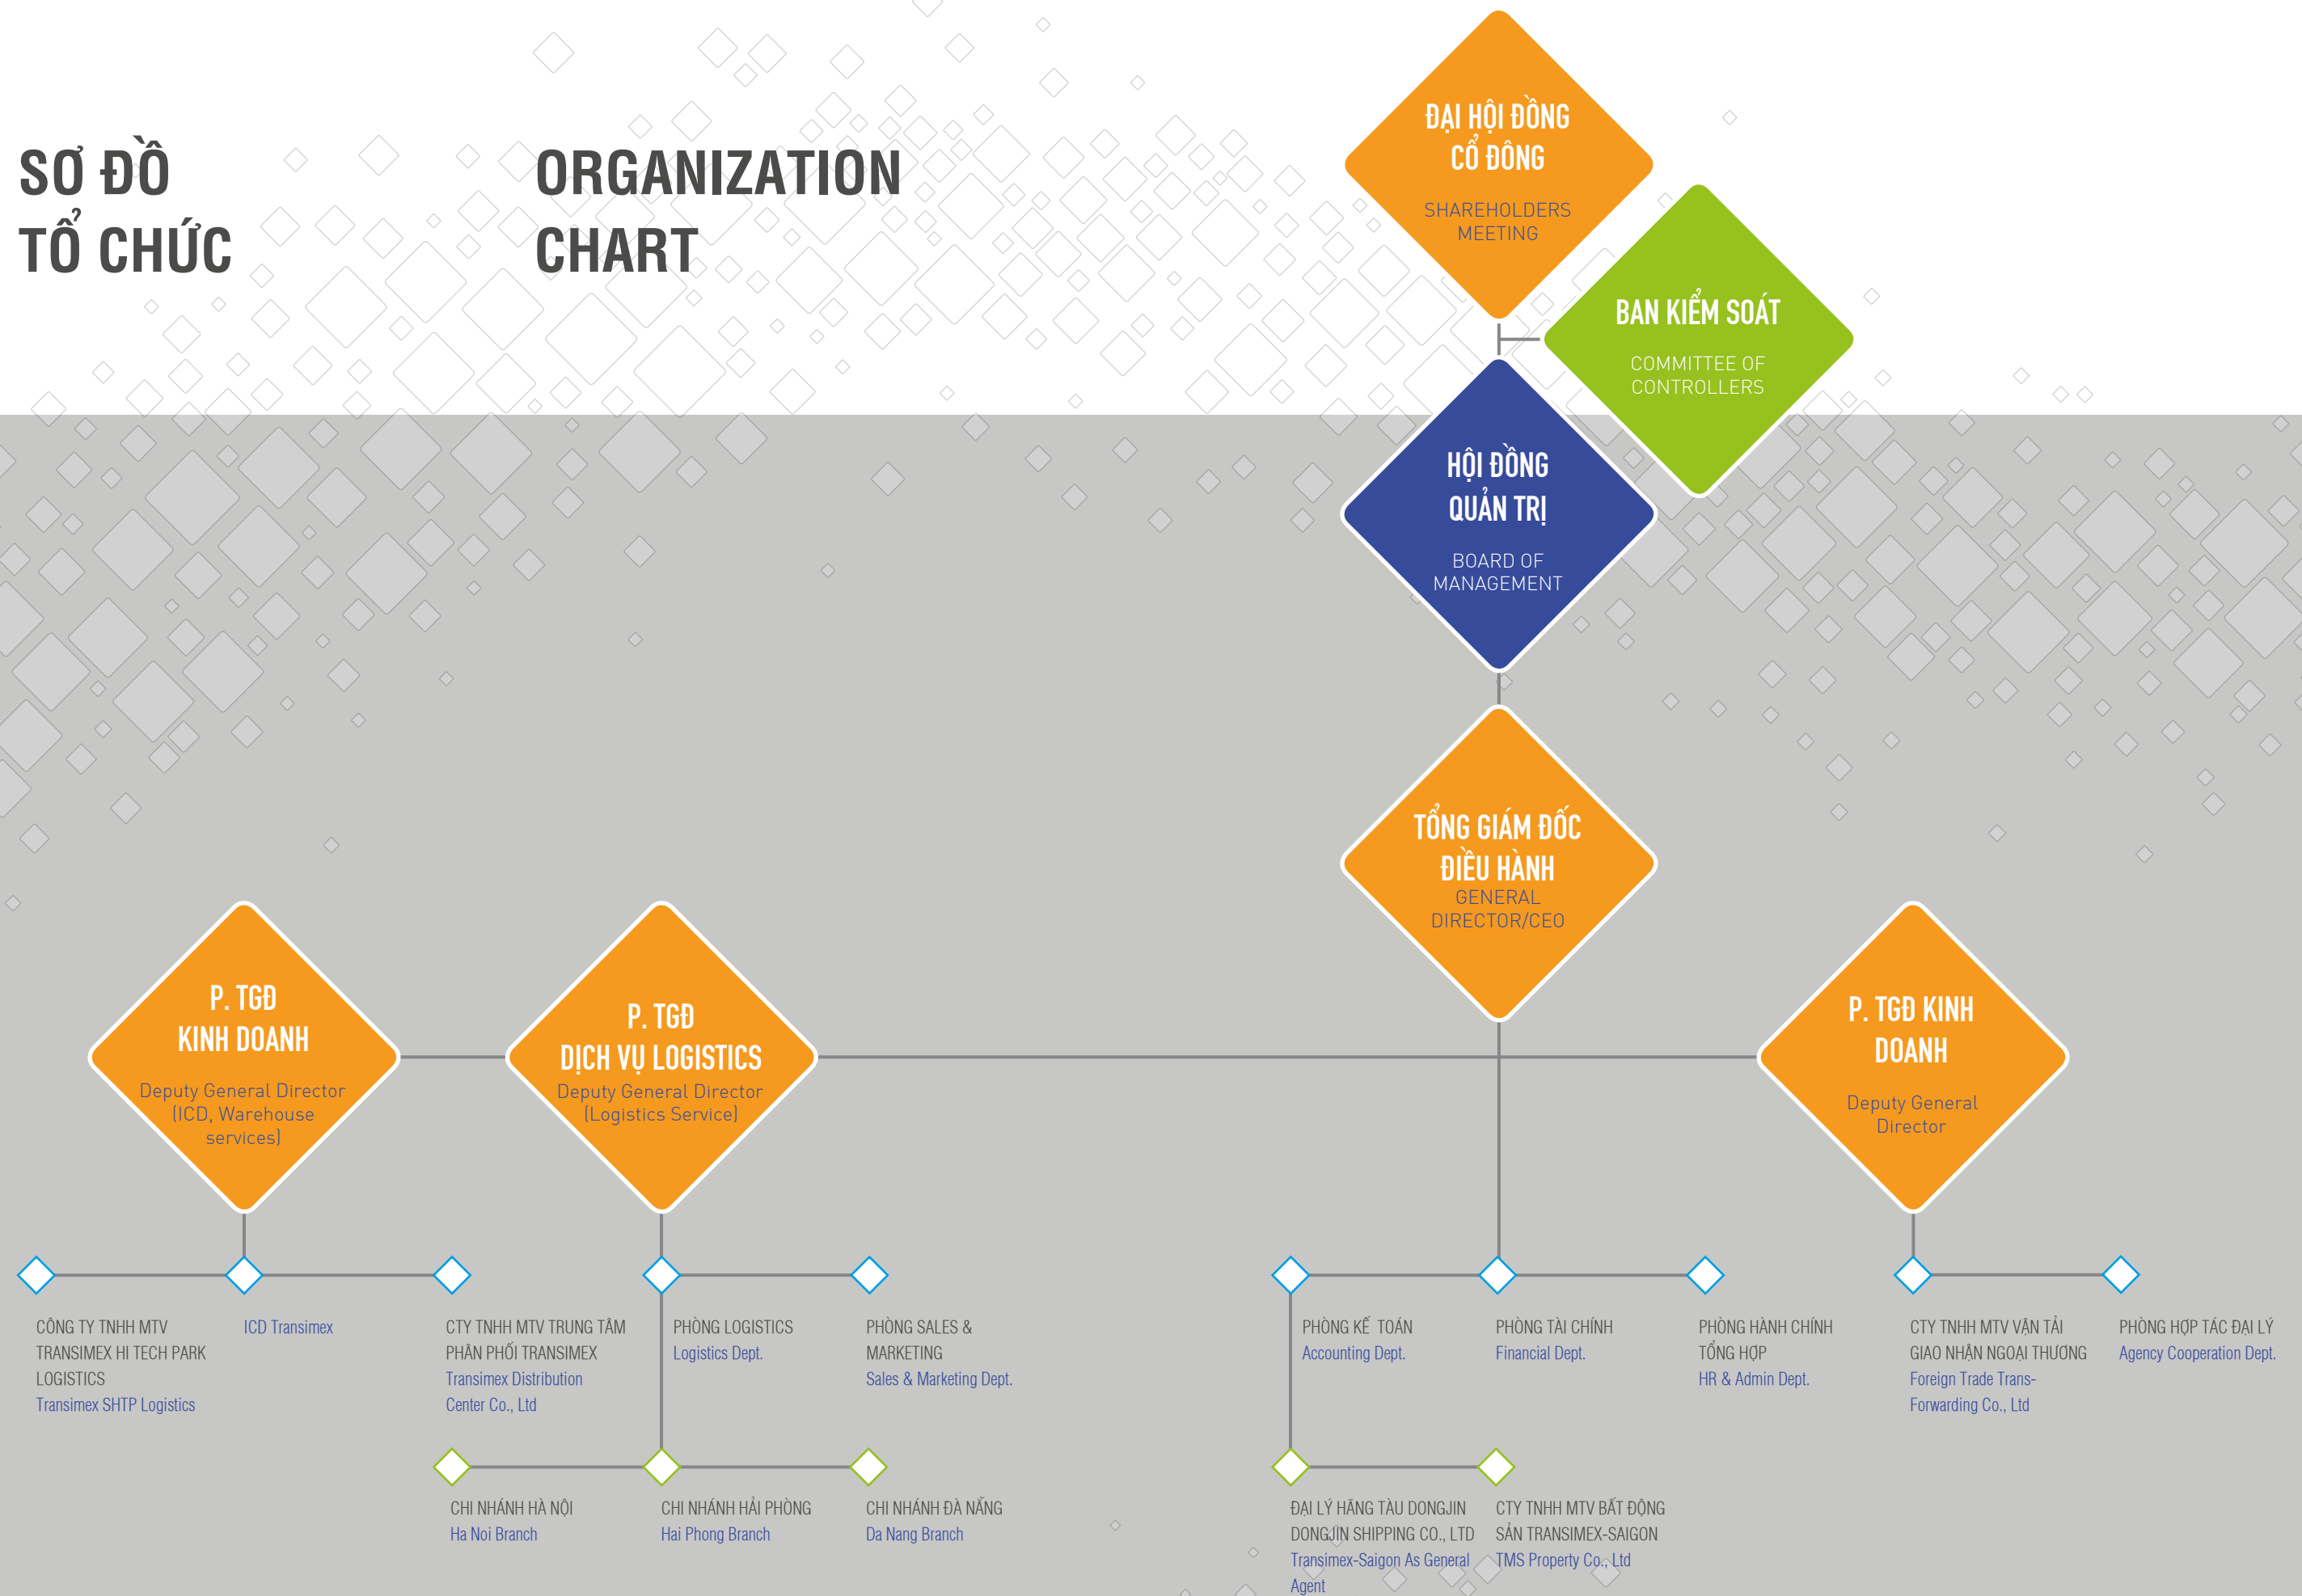 SƠ ĐỒ
TỔ CHỨC
ORGANIZATION
CHART
ĐẠI HỘI ĐỒNG
CỔ ĐÔNG
SHAREHOLDERS
MEETING
BAN KIỂM SOÁT
COMMITTEE OF
CONTROLLERS
HỘI ĐỒNG
QUẢN TRỊ
BOARD OF
MANAGEMENT
TỔNG GIÁM ĐỐC
ĐIỀU HÀNH
GENERAL
DIRECTOR/CEO
P. TGĐ
KINH DOANH
Deputy General Director
(ICD, Warehouse
services)
P. TGĐ
DỊCH VỤ LOGISTICS
Deputy General Director
(Logistics Service)
P. TGĐ KINH
DOANH
Deputy General
Director
CÔNG TY TNHH MTV
TRANSIMEX HI TECH PARK
LOGISTICS
Transimex SHTP Logistics
ICD Transimex
CTY TNHH MTV TRUNG TÂM
PHÂN PHỐI TRANSIMEX
Transimex Distribution
Center Co., Ltd
PHÒNG LOGISTICS
Logistics Dept.
PHÒNG SALES &
MARKETING
Sales & Marketing Dept.
PHÒNG KẾ TOÁN
Accounting Dept.
PHÒNG TÀI CHÍNH
Financial Dept.
PHÒNG HÀNH CHÍNH
TỔNG HỢP
HR & Admin Dept.
CTY TNHH MTV VẬN TẢI
GIAO NHẬN NGOẠI THƯƠNG
Foreign Trade Trans-
Forwarding Co., Ltd
PHÒNG HỢP TÁC ĐẠI LÝ
Agency Cooperation Dept.
CHI NHÁNH HÀ NỘI
Ha Noi Branch
CHI NHÁNH HẢI PHÒNG
Hai Phong Branch
CHI NHÁNH ĐÀ NẴNG
Da Nang Branch
ĐẠI LÝ HÃNG TÀU DONGJIN
DONGJIN SHIPPING CO., LTD
Transimex-Saigon As General
Agent
CTY TNHH MTV BẤT ĐỘNG
SẢN TRANSIMEX-SAIGON
TMS Property Co., Ltd